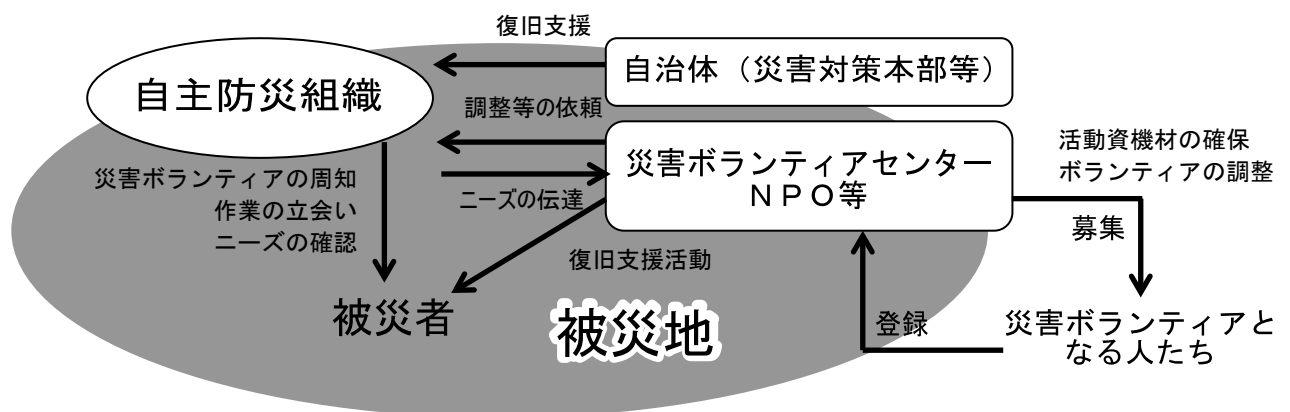 復旧支援
自治体（災害対策本部等）
自主防災組織
調整等の依頼
災害ボランティアセンター
ＮＰＯ等
活動資機材の確保
ボランティアの調整
災害ボランティアの周知
作業の立会い
ニーズの確認
ニーズの伝達
募集
復旧支援活動
被災者
被災地
登録
災害ボランティアと
なる人たち